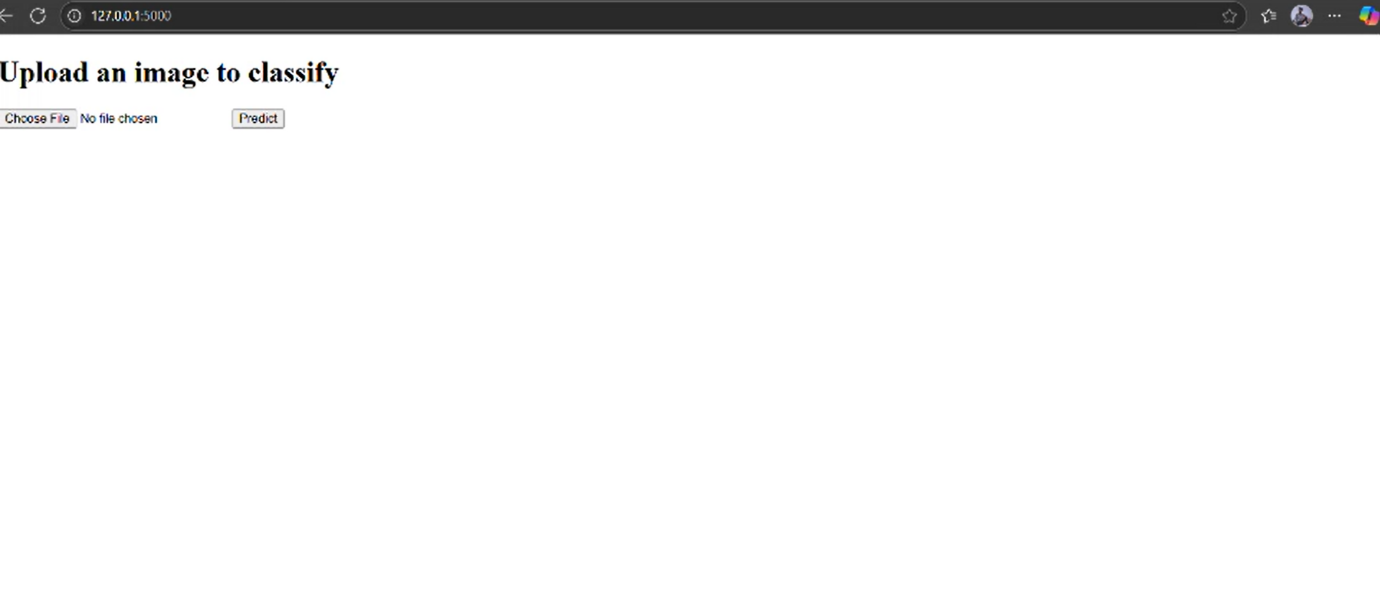 127.0.0.1:5000
Upload an image to classify
Choose File No file chosen Predict